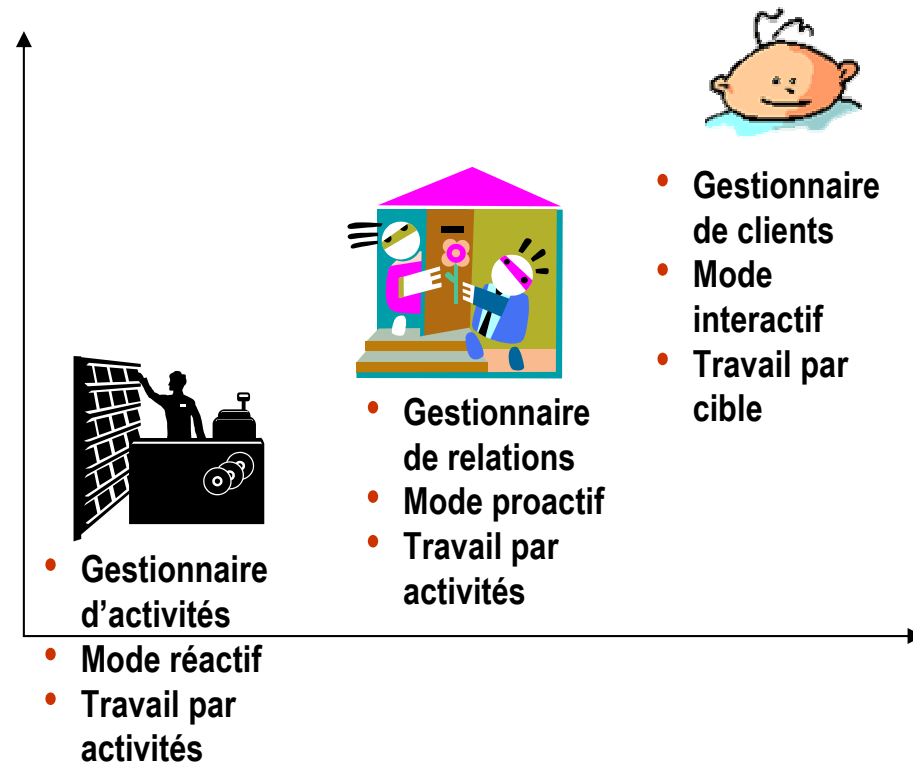 • Gestionnaire
d’activités
• Mode réactif
• Travail par
activités
• Gestionnaire
de relations
• Mode proactif
• Travail par
activités
• Gestionnaire
de clients
• Mode
interactif
• Travail par
cible